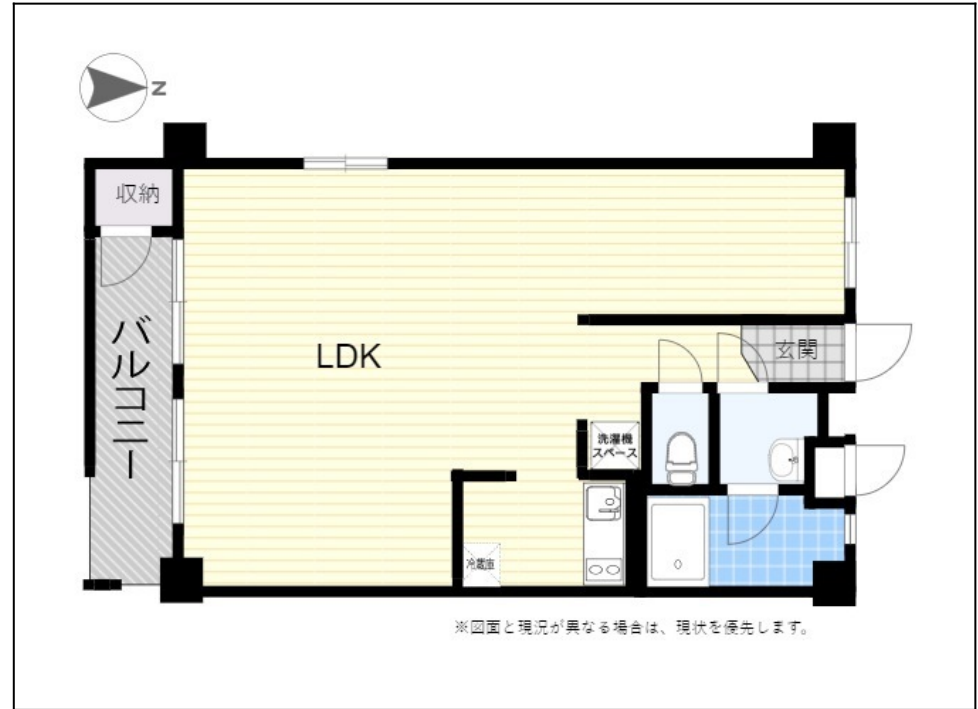 N
収納
バルコニー
LDK
玄関
洗濯機
スペース
冷蔵庫
※図面と現況が異なる場合は、現状を優先します。